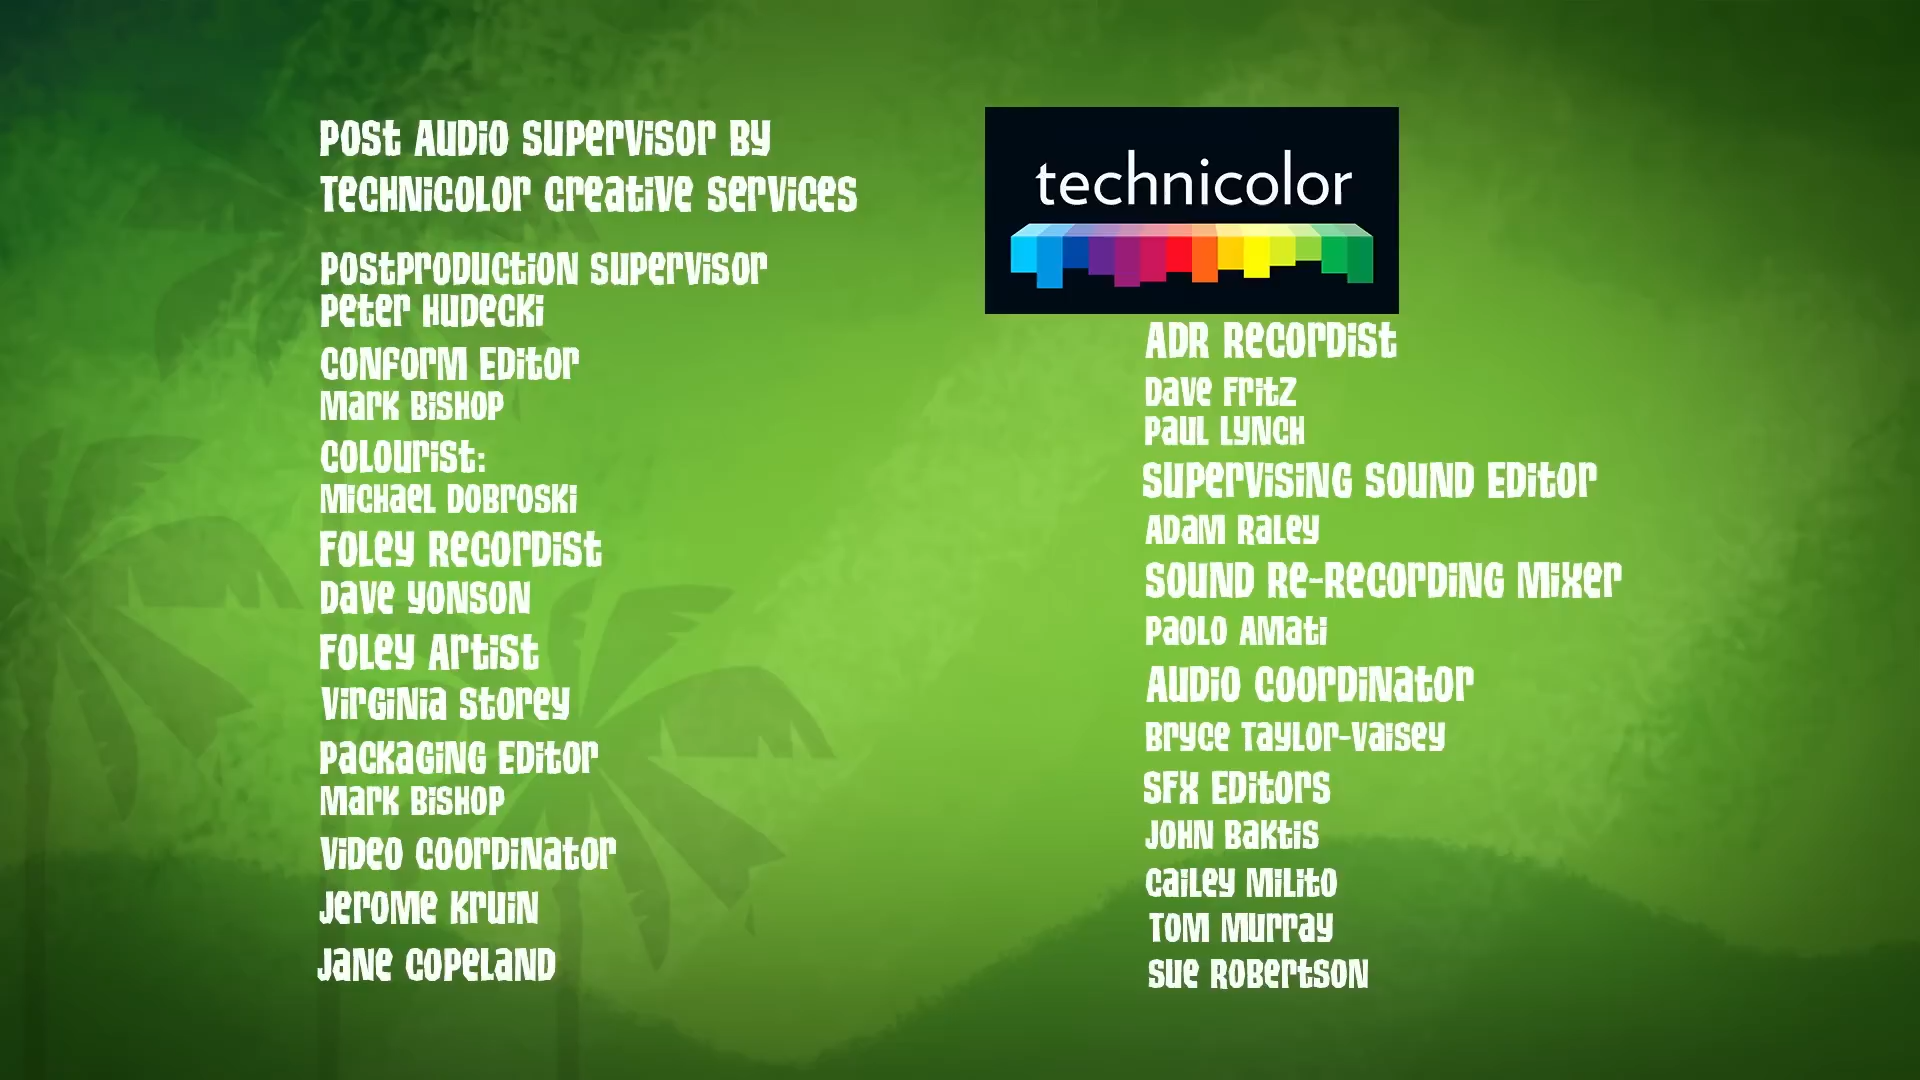 Post Audio Supervisor by
Technicolor Creative Services
Postproduction Supervisor
Peter Hudecki
Conform Editor
Mark Bishop
Colourist:
Michael Dobroski
Foley Recordist
Dave Yonson
Foley Artist
Virginia Storey
Packaging Editor
Mark Bishop
Video Coordinator
Jerome Kruin
Jane Copeland
technicolor
ADR Recordist
Dave Fritz
Paul Lynch
Supervising Sound Editor
Adam Raley
Sound Re-Recording Mixer
Paolo Amati
Audio Coordinator
Bryce Taylor-Vaisey
SFX Editors
John Baktis
Cailey Milito
Tom Murray
Sue Robertson